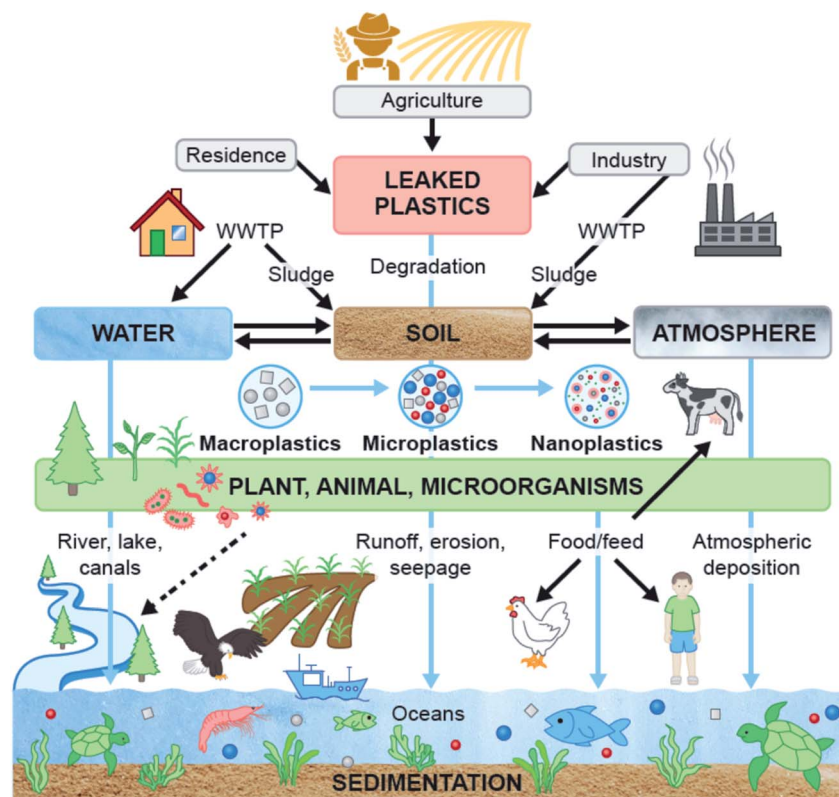 Agriculture
Residence
Industry
LEAKED
PLASTICS
WWTP
WWTP
Sludge
Degradation
Sludge
WATER
SOIL
ATMOSPHERE
Macroplastics
Microplastics
Nanoplastics
PLANT, ANIMAL, MICROORGANISMS
River, lake,
canals
Runoff, erosion,
seepage
Food/feed
Atmospheric
deposition
Oceans
SEDIMENTATION